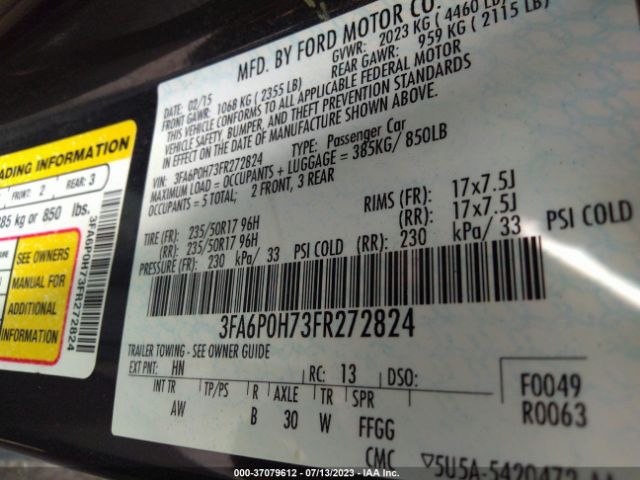 MFD. BY FORD MOTOR CO.
GVWR: 2023 KG ( 4460 LB)
DATE: 02/15
REAR GAWR: 959 KG ( 2115 LB)
FRONT GAWR: 1068 KG ( 2355 LB)
THIS VEHICLE CONFORMS TO ALL APPLICABLE FEDERAL MOTOR
VEHICLE SAFETY, BUMPER, AND THEFT PREVENTION STANDARDS
IN EFFECT ON THE DATE OF MANUFACTURE SHOWN ABOVE.
VIN: 3FA6P0H73FR272824 TYPE: Passenger Car
MAXIMUM LOAD = OCCUPANTS + LUGGAGE = 385KG/ 850LB
OCCUPANTS = 5 TOTAL; 2 FRONT, 3 REAR
TIRE (FR): 235/50R17 96H RIMS (FR): 17x7.5J
(RR): 235/50R17 96H (RR): 17x7.5J
PRESSURE (FR): 230 kPa/ 33 PSI COLD (RR): 230 kPa/ 33 PSI COLD
3FA6P0H73FR272824
TRAILER TOWING - SEE OWNER GUIDE
EXT PNT: HN RC: 13 DSO:
INT TR TP/PS R AXLE TR SPR
AW B 30 W FFGG
F0049
R0063
CMC 5U5A-5420472
ADING INFORMATION
FRONT: 2 REAR: 3
385 kg or 850 lbs.
SEE OWNERS
MANUAL FOR
ADDITIONAL
INFORMATION
3FA6P0H73FR272824
COPART: 37079612 - 07/13/2023 - IAA, IAAI.COM